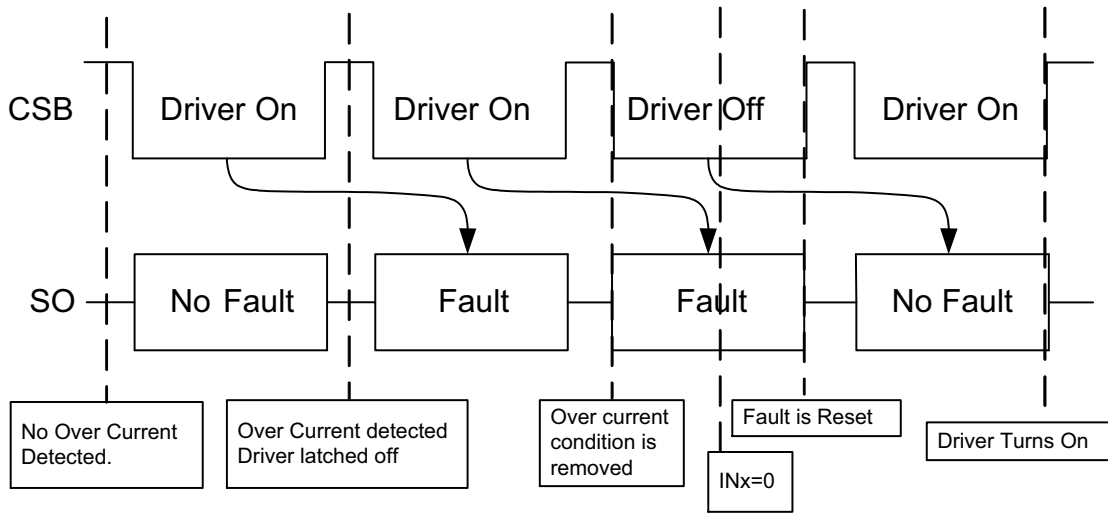 CSB
Driver On
Driver On
Driver Off
Driver On
SO
No Fault
Fault
Fault
No Fault
No Over Current
Detected.
Over Current detected
Driver latched off
Over current
condition is
removed
INx=0
Fault is Reset
Driver Turns On